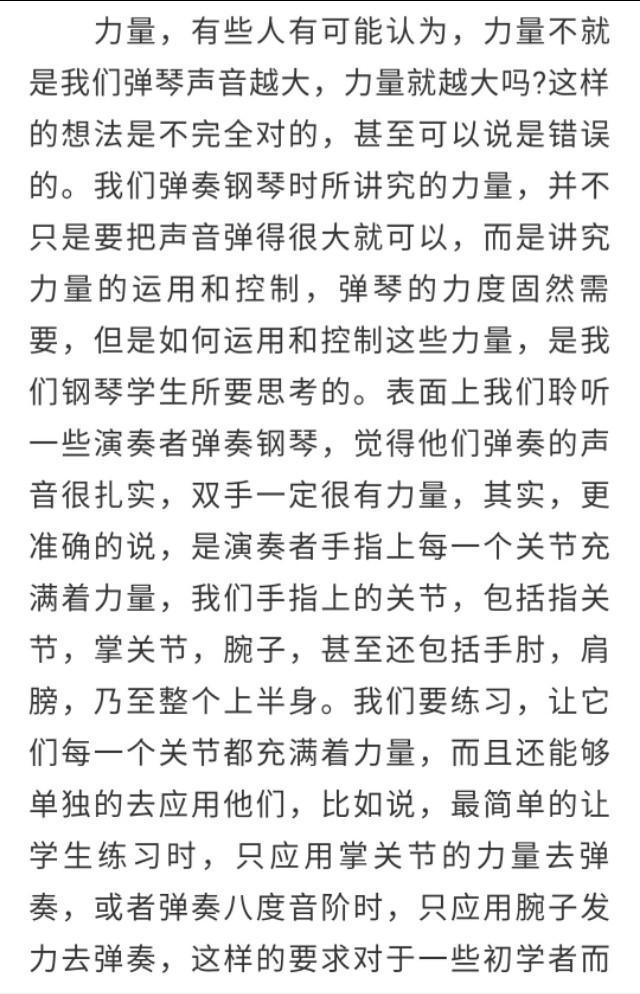 力量，有些人有可能认为，力量不就
是我们弹琴声音越大，力量就越大吗?这样
的想法是不完全对的，甚至可以说是错误
的。我们弹奏钢琴时所讲究的力量，并不
只是要把声音弹得很大就可以，而是讲究
力量的运用和控制，弹琴的力度固然需
要，但是如何运用和控制这些力量，是我
们钢琴学生所要思考的。表面上我们聆听
一些演奏者弹奏钢琴，觉得他们弹奏的声
音很扎实，双手一定很有力量，其实，更
准确的说，是演奏者手指上每一个关节充
满着力量，我们手指上的关节，包括指关
节，掌关节，腕子，甚至还包括手肘，肩
膀，乃至整个上半身。我们要练习，让它
们每一个关节都充满着力量，而且还能够
单独的去应用他们，比如说，最简单的让
学生练习时，只应用掌关节的力量去弹
奏，或者弹奏八度音阶时，只应用腕子发
力去弹奏，这样的要求对于一些初学者而